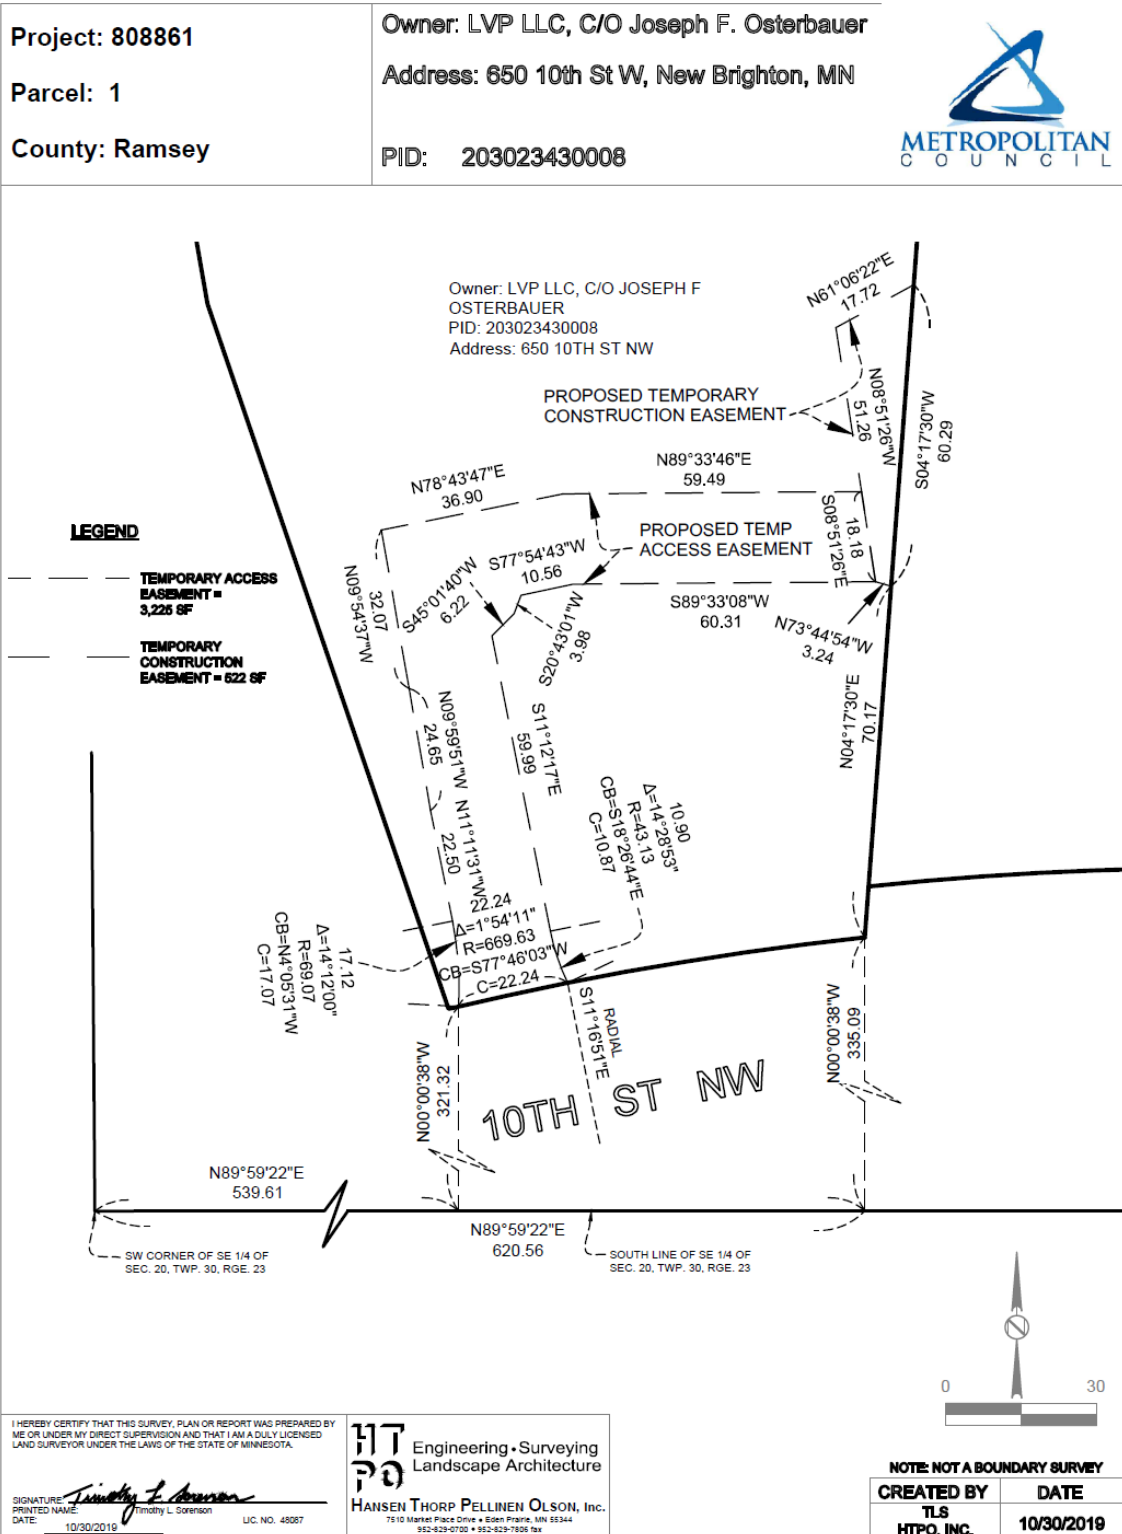 Project: 808861
Parcel: 1
County: Ramsey
Owner: LVP LLC, C/O Joseph F. Osterbauer
Address: 650 10th St W, New Brighton, MN
PID: 203023430008
METROPOLITAN
COUNCIL
Owner: LVP LLC, C/O JOSEPH F
OSTERBAUER
PID: 203023430008
Address: 650 10TH ST NW
N61°06'22"E
17.72
PROPOSED TEMPORARY
CONSTRUCTION EASEMENT
N08°51'26"W
51.26
S04°17'30"W
60.29
N78°43'47"E
36.90
N89°33'46"E
59.49
S08°51'26"E
18.18
PROPOSED TEMP
ACCESS EASEMENT
LEGEND
TEMPORARY ACCESS
EASEMENT =
3,225 SF
TEMPORARY
CONSTRUCTION
EASEMENT = 522 SF
N09°54'37"W
32.07
S45°01'40"W
6.22
S77°54'43"W
10.56
S20°43'01"W
3.98
S89°33'08"W
60.31
N73°44'54"W
3.24
N04°17'30"E
70.17
N09°59'51"W
24.65
S11°12'17"E
59.99
N11°11'31"W
22.50
10.90
Δ=14°28'53"
R=43.13
CB=S18°26'44"E
C=10.87
22.24
Δ=1°54'11"
R=669.63
CB=S77°46'03"W
C=22.24
17.12
Δ=14°12'00"
R=69.07
CB=N4°05'31"W
C=17.07
RADIAL
S11°16'51"E
N00°00'38"W
321.32
N00°00'38"W
335.09
10TH ST NW
N89°59'22"E
539.61
N89°59'22"E
620.56
SW CORNER OF SE 1/4 OF
SEC. 20, TWP. 30, RGE. 23
SOUTH LINE OF SE 1/4 OF
SEC. 20, TWP. 30, RGE. 23
N
0 30
I HEREBY CERTIFY THAT THIS SURVEY, PLAN OR REPORT WAS PREPARED BY
ME OR UNDER MY DIRECT SUPERVISION AND THAT I AM A DULY LICENSED
LAND SURVEYOR UNDER THE LAWS OF THE STATE OF MINNESOTA.
SIGNATURE: Timothy L. Sorenson
PRINTED NAME: Timothy L. Sorenson
DATE: 10/30/2019 LIC. NO. 48087
HTPO
Engineering • Surveying
Landscape Architecture
HANSEN THORP PELLINEN OLSON, Inc.
7510 Market Place Drive • Eden Prairie, MN 55344
952-829-0700 • 952-829-7806 fax
NOTE: NOT A BOUNDARY SURVEY
CREATED BY DATE
TLS
HTPO, INC. 10/30/2019